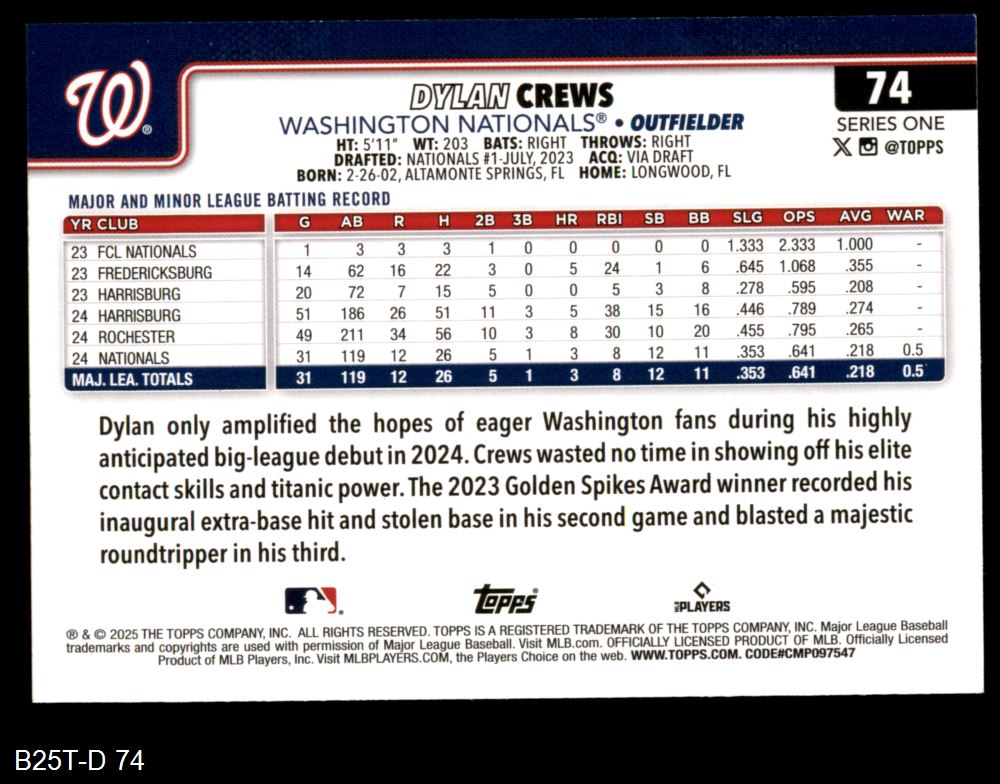 W®
DYLAN CREWS
74
WASHINGTON NATIONALS® • OUTFIELDER
SERIES ONE
HT: 5'11" WT: 203 BATS: RIGHT THROWS: RIGHT
X @TOPPS
DRAFTED: NATIONALS #1-JULY, 2023 ACQ: VIA DRAFT
BORN: 2-26-02, ALTAMONTE SPRINGS, FL HOME: LONGWOOD, FL
MAJOR AND MINOR LEAGUE BATTING RECORD
YR CLUB G AB R H 2B 3B HR RBI SB BB SLG OPS AVG WAR
23 FCL NATIONALS 1 3 3 3 1 0 0 0 0 0 1.333 2.333 1.000 -
23 FREDERICKSBURG 14 62 16 22 3 0 5 24 1 6 .645 1.068 .355 -
23 HARRISBURG 20 72 7 15 5 0 0 5 3 8 .278 .595 .208 -
24 HARRISBURG 51 186 26 51 11 3 5 38 15 16 .446 .789 .274 -
24 ROCHESTER 49 211 34 56 10 3 8 30 10 20 .455 .795 .265 -
24 NATIONALS 31 119 12 26 5 1 3 8 12 11 .353 .641 .218 0.5
MAJ. LEA. TOTALS 31 119 12 26 5 1 3 8 12 11 .353 .641 .218 0.5
Dylan only amplified the hopes of eager Washington fans during his highly
anticipated big-league debut in 2024. Crews wasted no time in showing off his elite
contact skills and titanic power. The 2023 Golden Spikes Award winner recorded his
inaugural extra-base hit and stolen base in his second game and blasted a majestic
roundtripper in his third.
Topps® MLB PLAYERS
® & © 2025 THE TOPPS COMPANY, INC. ALL RIGHTS RESERVED. TOPPS IS A REGISTERED TRADEMARK OF THE TOPPS COMPANY, INC. Major League Baseball
trademarks and copyrights are used with permission of Major League Baseball. Visit MLB.com. OFFICIALLY LICENSED PRODUCT OF MLB. Officially Licensed
Product of MLB Players, Inc. Visit MLBPLAYERS.COM, the Players Choice on the web. WWW.TOPPS.COM. CODE#CMP097547
B25T-D 74